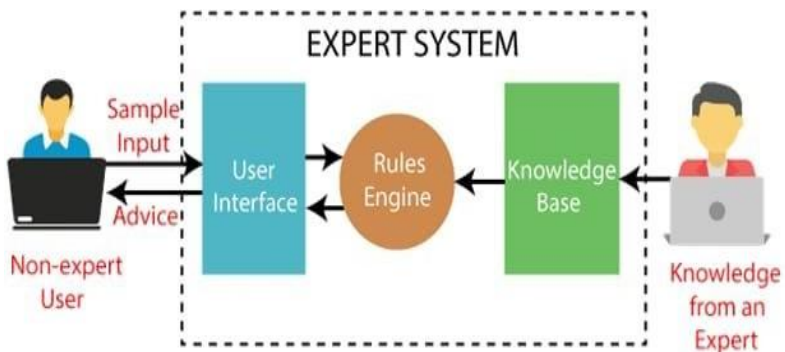 EXPERT SYSTEM
Sample
Input
Advice
Non-expert
User
User
Interface
Rules
Engine
Knowledge
Base
Knowledge
from an
Expert